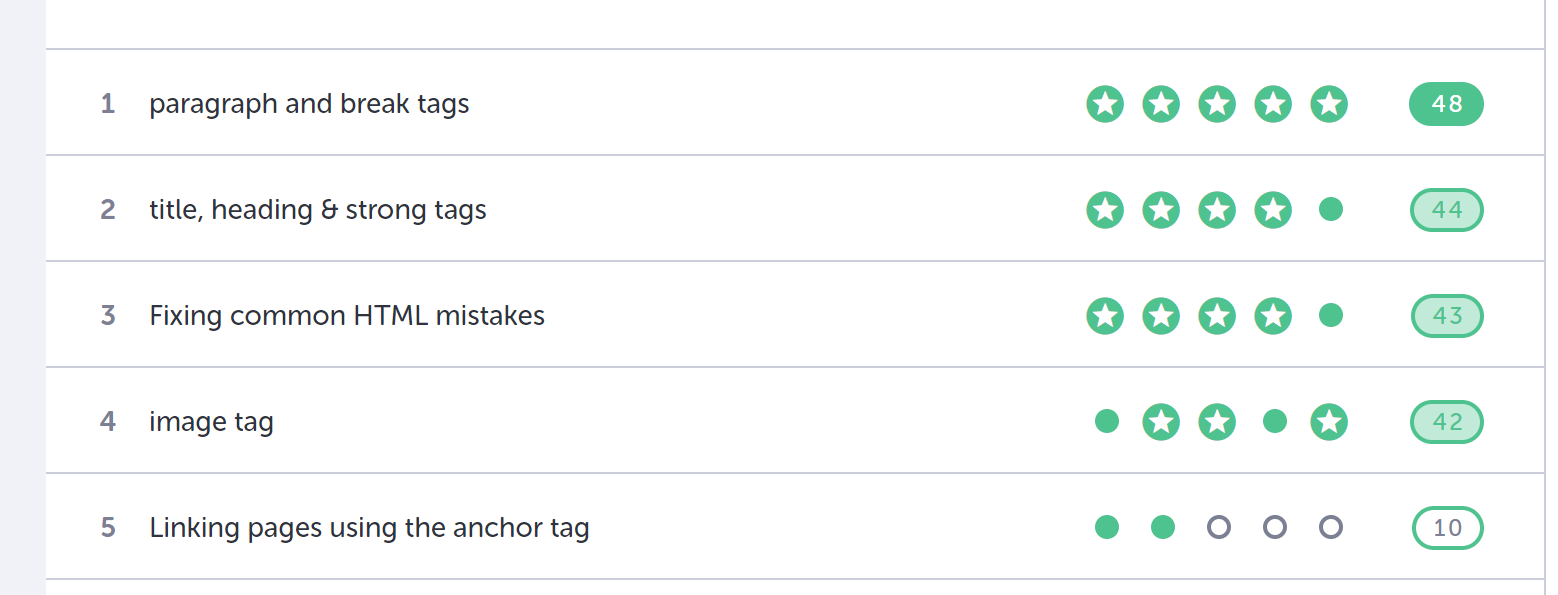 1 paragraph and break tags 48
2 title, heading & strong tags 44
3 Fixing common HTML mistakes 43
4 image tag 42
5 Linking pages using the anchor tag 10